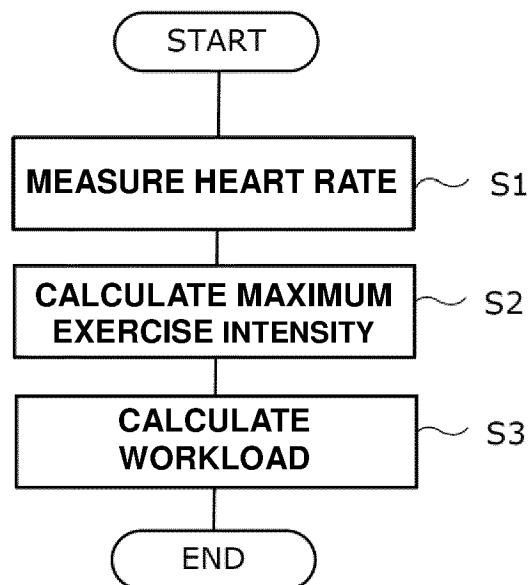 START
MEASURE HEART RATE
S1
CALCULATE MAXIMUM
EXERCISE INTENSITY
S2
CALCULATE
WORKLOAD
S3
END